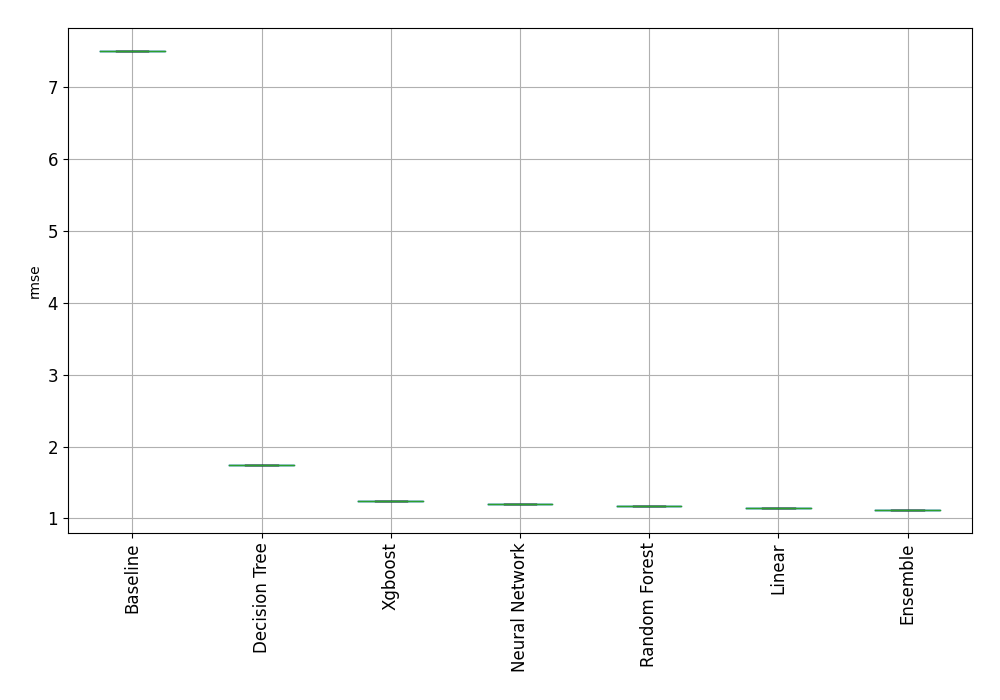 7
6
5
4
3
2
1
rmse
Baseline
Decision Tree
Xgboost
Neural Network
Random Forest
Linear
Ensemble